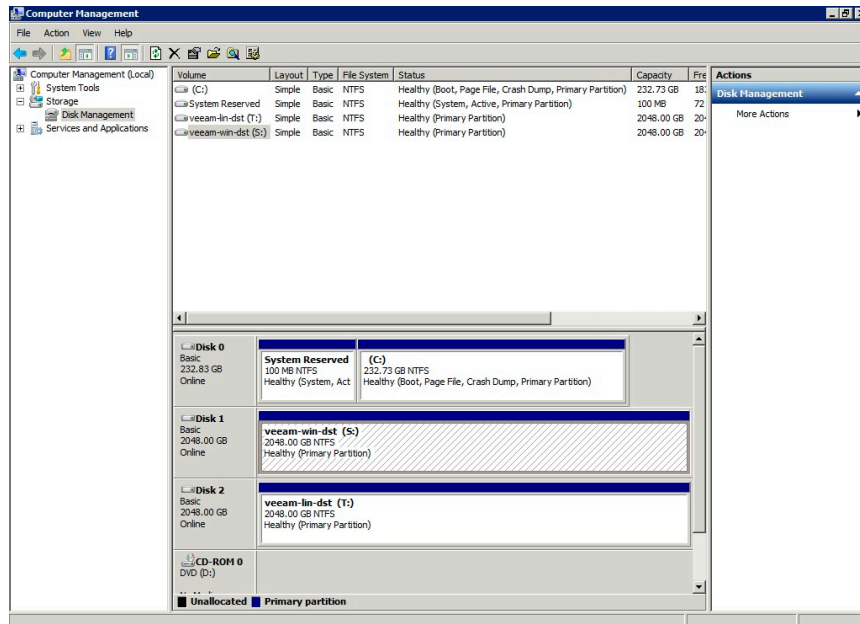 Computer Management
File Action View Help
Computer Management (Local)
System Tools
Storage
Disk Management
Services and Applications
Volume Layout Type File System Status Capacity Fre
(C:) Simple Basic NTFS Healthy (Boot, Page File, Crash Dump, Primary Partition) 232.73 GB 18
System Reserved Simple Basic NTFS Healthy (System, Active, Primary Partition) 100 MB 72
veeam-lin-dst (T:) Simple Basic NTFS Healthy (Primary Partition) 2048.00 GB 20
veeam-win-dst (S:) Simple Basic NTFS Healthy (Primary Partition) 2048.00 GB 20
Actions
Disk Management
More Actions
Disk 0
Basic
232.83 GB
Online
System Reserved
100 MB NTFS
Healthy (System, Act
(C:)
232.73 GB NTFS
Healthy (Boot, Page File, Crash Dump, Primary Partition)
Disk 1
Basic
2048.00 GB
Online
veeam-win-dst (S:)
2048.00 GB NTFS
Healthy (Primary Partition)
Disk 2
Basic
2048.00 GB
Online
veeam-lin-dst (T:)
2048.00 GB NTFS
Healthy (Primary Partition)
CD-ROM 0
DVD (D:)
Unallocated Primary partition